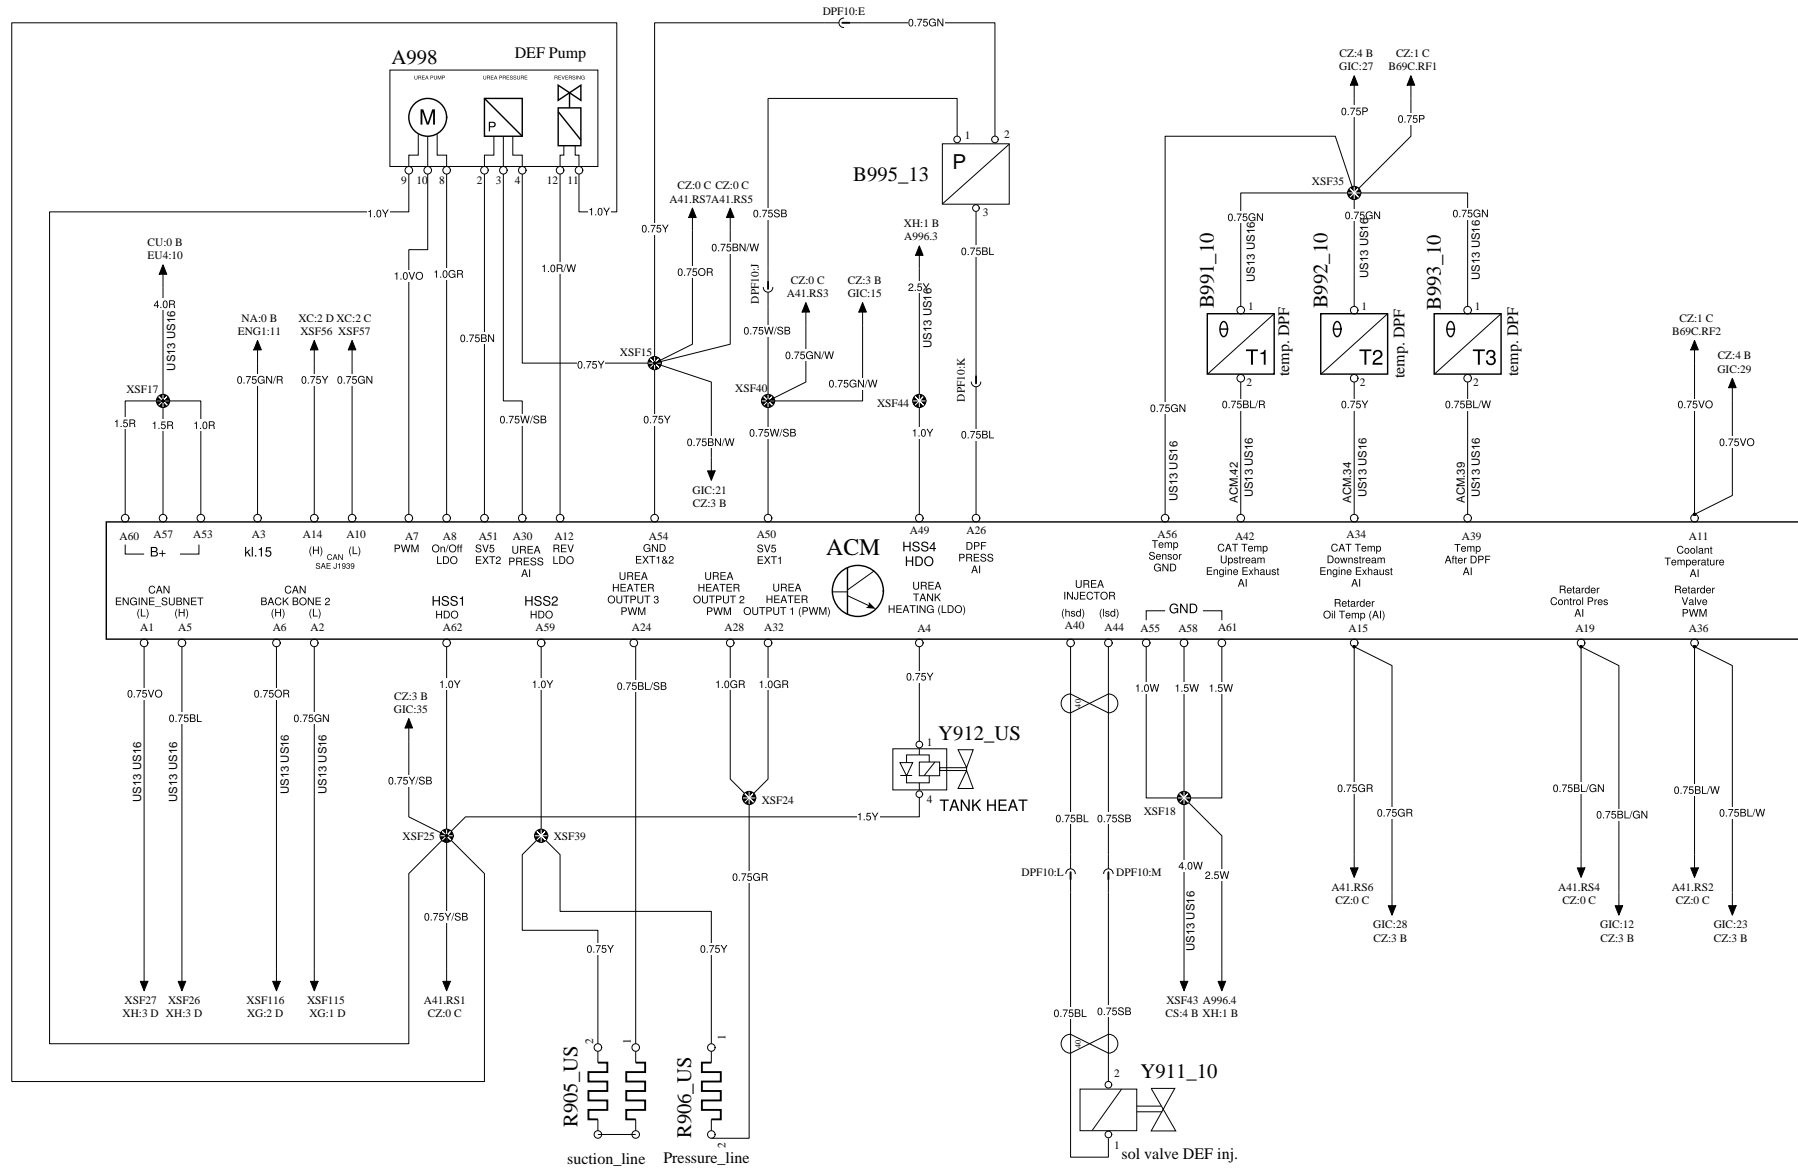 DPF10:E
0.75GN
A998
DEF Pump
UREA PUMP
UREA PRESSURE
REVERSING
M
P
9
10
8
2
3
4
12
11
1.0Y
1.0Y
CZ:4 B
GIC:27
CZ:1 C
B69C.RF1
0.75P
0.75P
1
2
P
B995_13
3
XSF35
CZ:0 C
A41.RS7
CZ:0 C
A41.RS5
0.75SB
0.75Y
0.75BN/W
0.75OR
XH:1 B
A996.3
0.75BL
0.75GN
0.75GN
0.75GN
US13 US16
US13 US16
US13 US16
B991_10
B992_10
B993_10
CU:0 B
EU4:10
4.0R
US13 US16
1.0VO
1.0GR
1.0R/W
DPF10:J
CZ:0 C
A41.RS3
CZ:3 B
GIC:15
2.5Y
US13 US16
NA:0 B
ENG1:11
XC:2 D
XSF56
XC:2 C
XSF57
0.75BN
0.75W/SB
1
1
1
θ
T1
temp. DPF
θ
T2
temp. DPF
θ
T3
temp. DPF
2
2
2
CZ:1 C
B69C.RF2
CZ:4 B
GIC:29
XSF15
0.75Y
0.75GN/W
0.75GN/W
DPF10:K
0.75GN/R
0.75Y
0.75GN
XSF17
XSF40
XSF44
1.5R
1.5R
1.0R
0.75W/SB
0.75Y
0.75BN/W
0.75W/SB
1.0Y
0.75BL
0.75GN
0.75BL/R
0.75Y
0.75BL/W
0.75VO
0.75VO
US13 US16
ACM.42
US13 US16
ACM.34
US13 US16
ACM.39
US13 US16
GIC:21
CZ:3 B
A60
A57
A53
B+
A3
kl.15
A14
(H)
CAN
SAE J1939
A10
(L)
A7
PWM
A8
On/Off
LDO
A51
SV5
EXT2
A30
UREA
PRESS
AI
A12
REV
LDO
A54
GND
EXT1&2
A50
SV5
EXT1
ACM
A49
HSS4
HDO
A26
DPF
PRESS
AI
A56
Temp
Sensor
GND
A42
CAT Temp
Upstream
Engine Exhaust
AI
A34
CAT Temp
Downstream
Engine Exhaust
AI
A39
Temp
After DPF
AI
A11
Coolant
Temperature
AI
CAN
ENGINE_SUBNET
(L)
(H)
A1
A5
CAN
BACK BONE 2
(H)
(L)
A6
A2
HSS1
HDO
A62
HSS2
HDO
A59
UREA
HEATER
OUTPUT 3
PWM
A24
UREA
HEATER
OUTPUT 2
PWM
A28
UREA
HEATER
OUTPUT 1 (PWM)
A32
UREA
TANK
HEATING (LDO)
A4
UREA
INJECTOR
(hsd)
(lsd)
A40
A44
GND
A55
A58
A61
Retarder
Oil Temp (AI)
A15
Retarder
Control Pres
AI
A19
Retarder
Valve
PWM
A36
0.75VO
0.75BL
US13 US16
US13 US16
0.75OR
0.75GN
US13 US16
US13 US16
CZ:3 B
GIC:35
1.0Y
1.0Y
0.75BL/SB
1.0GR
1.0GR
0.75Y
40
1.0W
1.5W
1.5W
Y912_US
1
4
TANK HEAT
0.75Y/SB
XSF24
XSF18
XSF25
XSF39
1.5Y
0.75BL
0.75SB
0.75GR
0.75GR
0.75BL/GN
0.75BL/GN
0.75BL/W
0.75BL/W
0.75GR
DPF10:L
DPF10:M
4.0W
2.5W
US13 US16
A41.RS6
CZ:0 C
A41.RS4
CZ:0 C
A41.RS2
CZ:0 C
GIC:28
CZ:3 B
GIC:12
CZ:3 B
GIC:23
CZ:3 B
0.75Y/SB
0.75Y
0.75Y
XSF27
XH:3 D
XSF26
XH:3 D
XSF116
XG:2 D
XSF115
XG:1 D
A41.RS1
CZ:0 C
0.75BL
0.75SB
XSF43
CS:4 B
A996.4
XH:1 B
40
2
1
1
R905_US
R906_US
2
suction_line
Pressure_line
Y911_10
2
1
sol valve DEF inj.